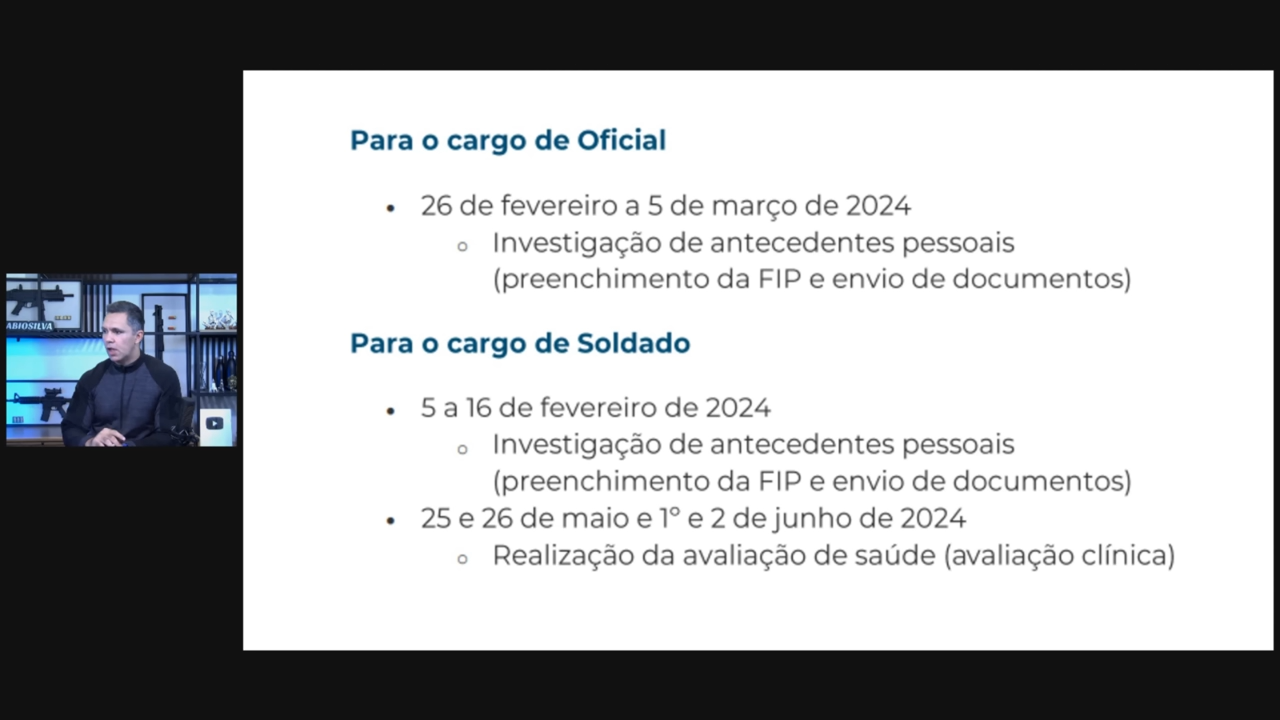 Para o cargo de Oficial
• 26 de fevereiro a 5 de março de 2024
o Investigação de antecedentes pessoais
(preenchimento da FIP e envio de documentos)
Para o cargo de Soldado
• 5 a 16 de fevereiro de 2024
o Investigação de antecedentes pessoais
(preenchimento da FIP e envio de documentos)
• 25 e 26 de maio e 1º e 2 de junho de 2024
o Realização da avaliação de saúde (avaliação clínica)
ABIOSILVA